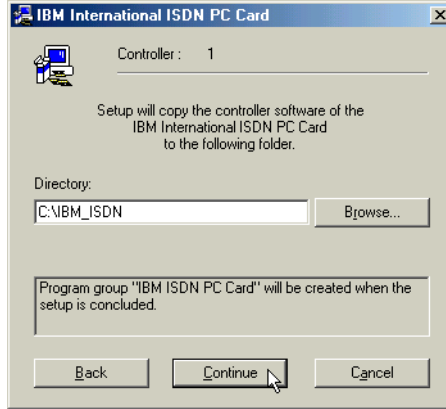 IBM International ISDN PC Card
Controller : 1
Setup will copy the controller software of the
IBM International ISDN PC Card
to the following folder.
Directory:
C:\IBM_ISDN
Browse...
Program group "IBM ISDN PC Card" will be created when the
setup is concluded.
Back
Continue
Cancel